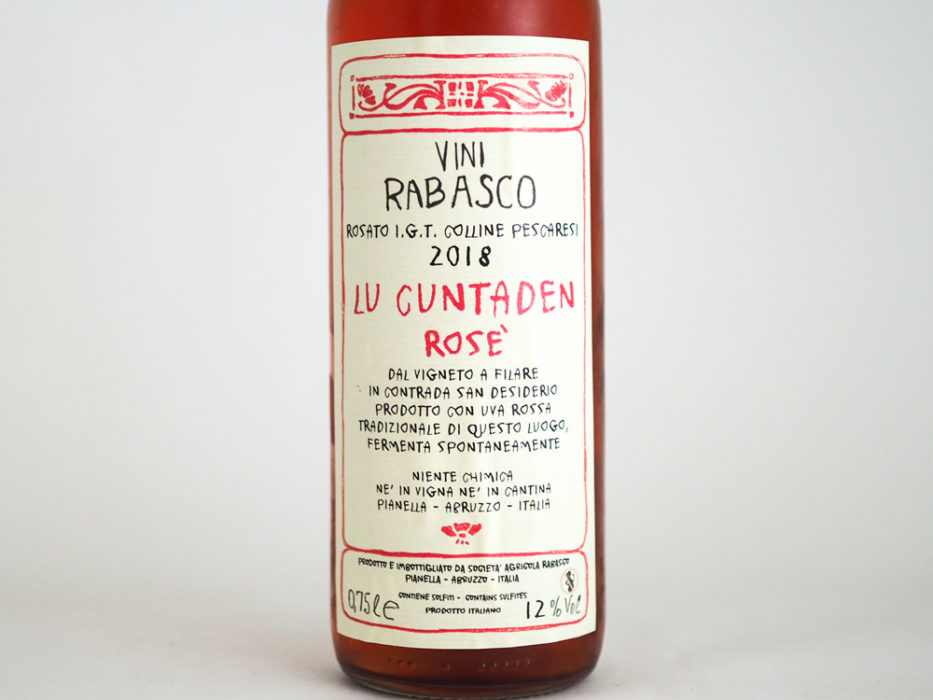 VINI
RABASCO
ROSATO I.G.T. COLLINE PESCARESI
2018
LU CUNTADEN
ROSÈ
DAL VIGNETO A FILARE
IN CONTRADA SAN DESIDERIO
PRODOTTO CON UVA ROSSA
TRADIZIONALE DI QUESTO LUOGO,
FERMENTA SPONTANEAMENTE
NIENTE CHIMICA
NE' IN VIGNA NE' IN CANTINA
PIANELLA - ABRUZZO - ITALIA
PRODOTTO E IMBOTTIGLIATO DA SOCIETA' AGRICOLA RABASCO
PIANELLA - ABRUZZO - ITALIA
CONTIENE SOLFITI - CONTAINS SULFITES
0,75l e
PRODOTTO ITALIANO
12% Vol